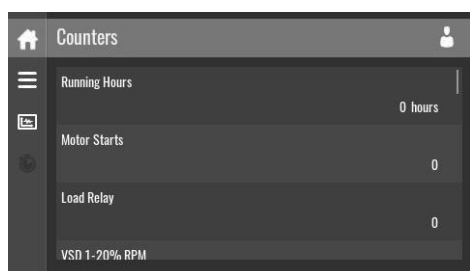 Counters
Running Hours
0 hours
Motor Starts
0
Load Relay
0
VSD 1-20% RPM